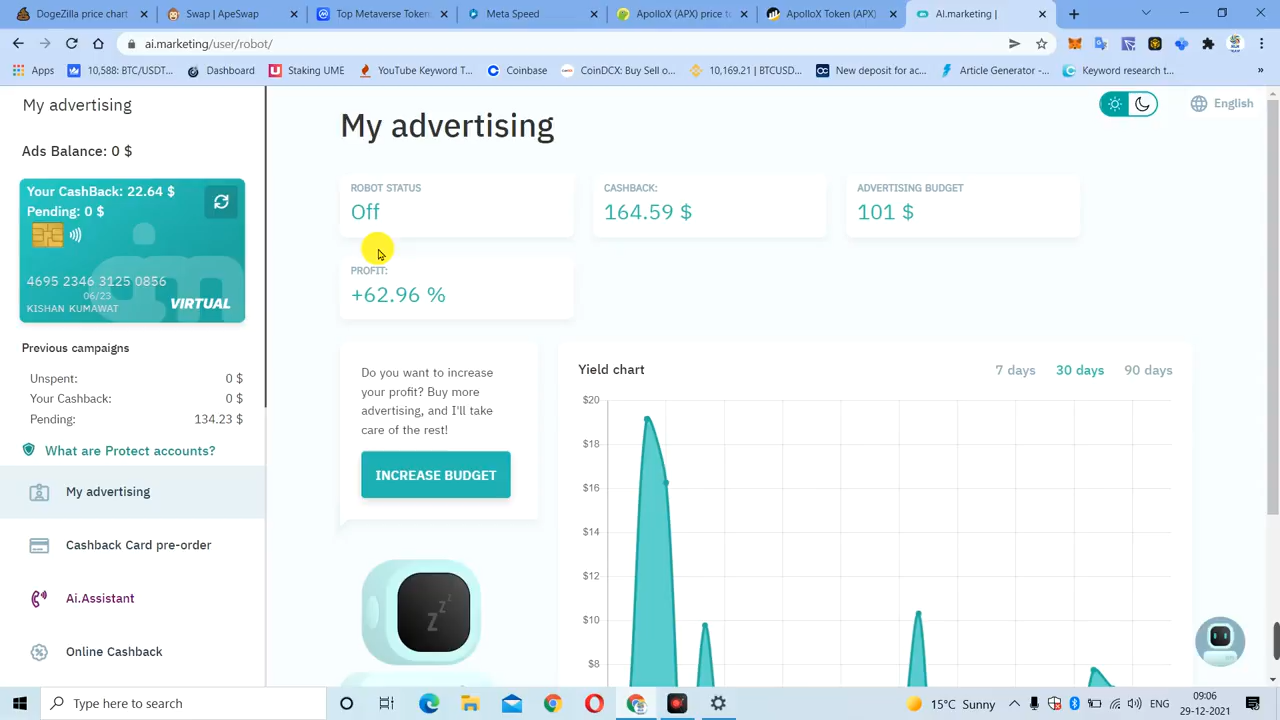 Doggy price to
Swap | PepeSwap
Dashboard
Top Metaverse Token
My advertising
ApolloX (APX) price to
ApolloX Token (APX)
Ai.Marketing |
ai.marketing/user/robot/
Apps
10,588: BTC/USDT...
Dashboard
Staking UME
YouTube Keyword T...
Coinbase
CoinDCX: Buy Sell o...
10,169.21 | BTCUSD...
New deposit for ac...
Article Generator -...
Keyword research t...
»
My advertising
Ads Balance: 0 $
Your CashBack: 22.64 $
Pending: 0 $
4695 2346 3125 0856
06/23
KISHAN KUMAWAT
VIRTUAL
Previous campaigns
Unspent: 0 $
Your Cashback: 0 $
Pending: 134.23 $
What are Protect accounts?
My advertising
Cashback Card pre-order
Ai.Assistant
Online Cashback
English
My advertising
ROBOT STATUS
Off
CASHBACK:
164.59 $
ADVERTISING BUDGET
101 $
PROFIT:
+62.96 %
Do you want to increase
your profit? Buy more
advertising, and I'll take
care of the rest!
INCREASE BUDGET
Yield chart
7 days 30 days 90 days
$20
$18
$16
$14
$12
$10
$8
Type here to search
15°C Sunny
ENG
09:06
29-12-2021